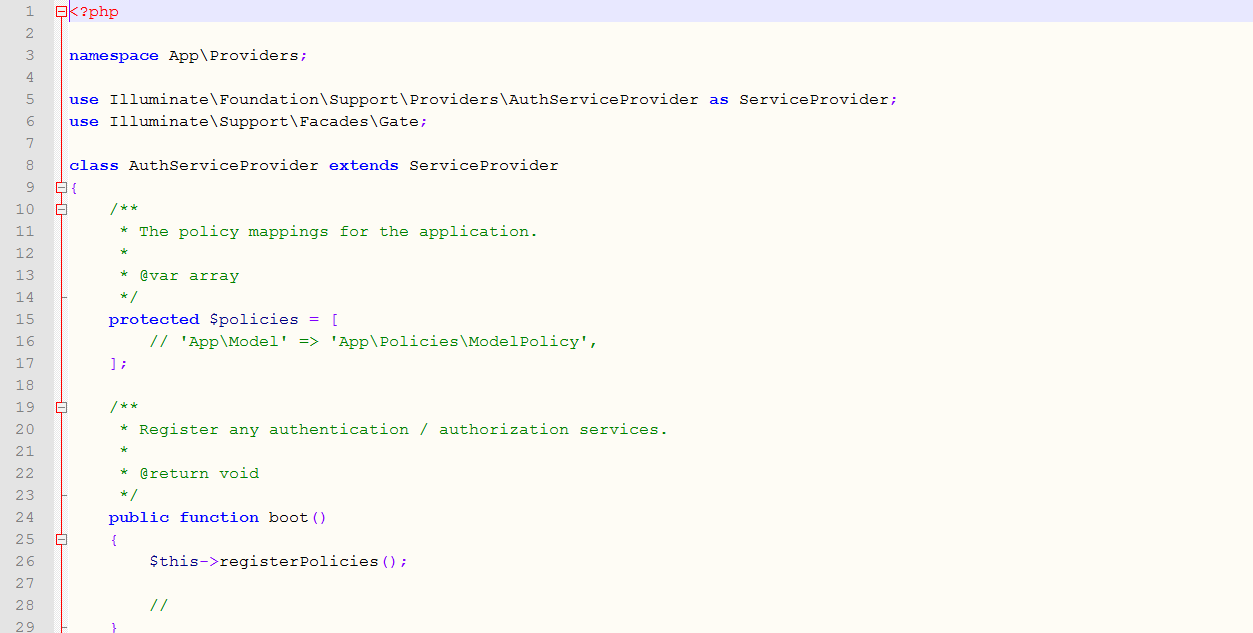 1 <?php
2
3 namespace App\Providers;
4
5 use Illuminate\Foundation\Support\Providers\AuthServiceProvider as ServiceProvider;
6 use Illuminate\Support\Facades\Gate;
7
8 class AuthServiceProvider extends ServiceProvider
9 {
10     /**
11      * The policy mappings for the application.
12      *
13      * @var array
14      */
15     protected $policies = [
16         // 'App\Model' => 'App\Policies\ModelPolicy',
17     ];
18
19     /**
20      * Register any authentication / authorization services.
21      *
22      * @return void
23      */
24     public function boot()
25     {
26         $this->registerPolicies();
27
28         //
29     }